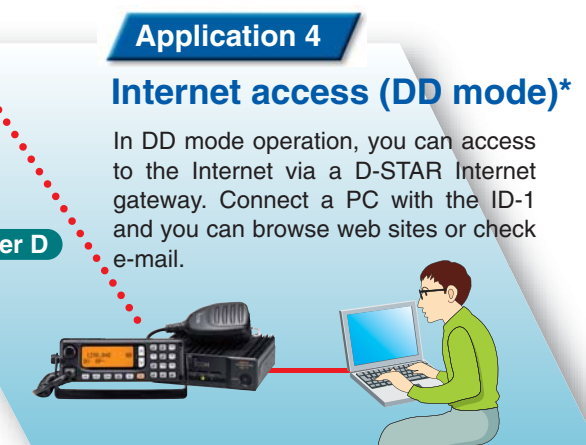 Application 4
Internet access (DD mode)*
In DD mode operation, you can access
to the Internet via a D-STAR Internet
gateway. Connect a PC with the ID-1
and you can browse web sites or check
e-mail.
er D